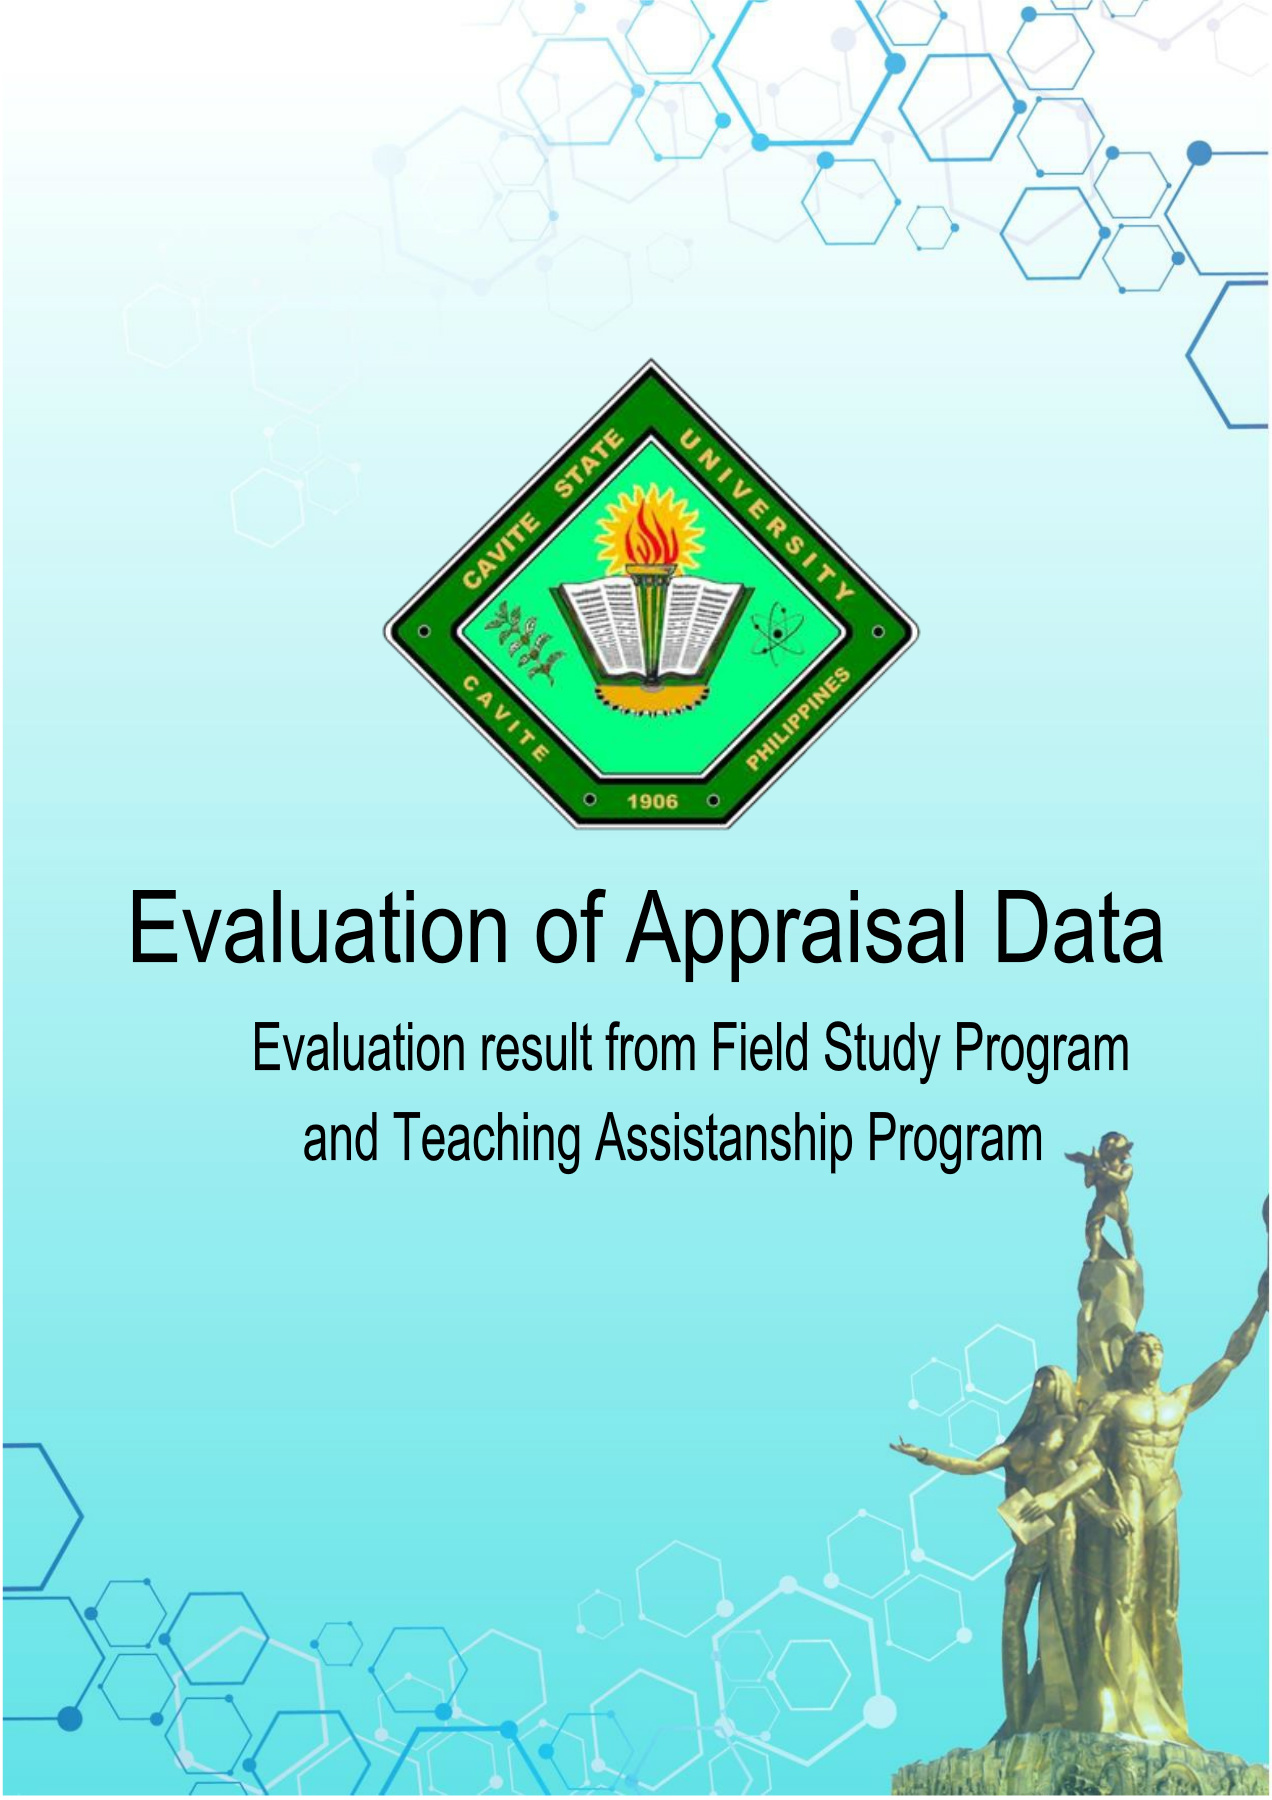 CAVITE STATE UNIVERSITY
CAVITE
PHILIPPINES
1906
Evaluation of Appraisal Data
Evaluation result from Field Study Program
and Teaching Assistanship Program